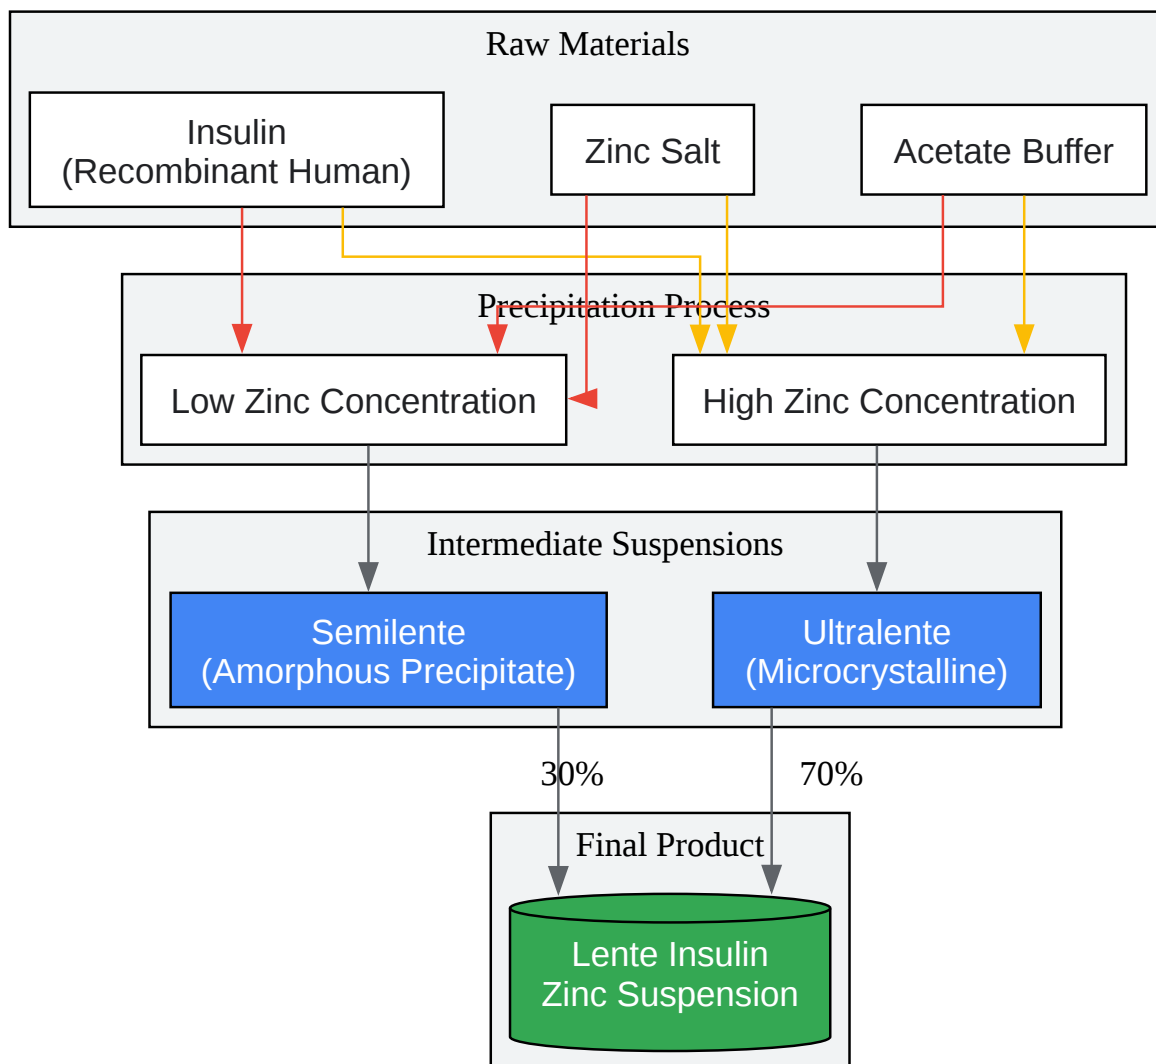 Raw Materials
Insulin
(Recombinant Human)
Zinc Salt
Acetate Buffer
Precipitation Process
Low Zinc Concentration
High Zinc Concentration
Intermediate Suspensions
Semilente
(Amorphous Precipitate)
Ultralente
(Microcrystalline)
30%
70%
Final Product
Lente Insulin
Zinc Suspension